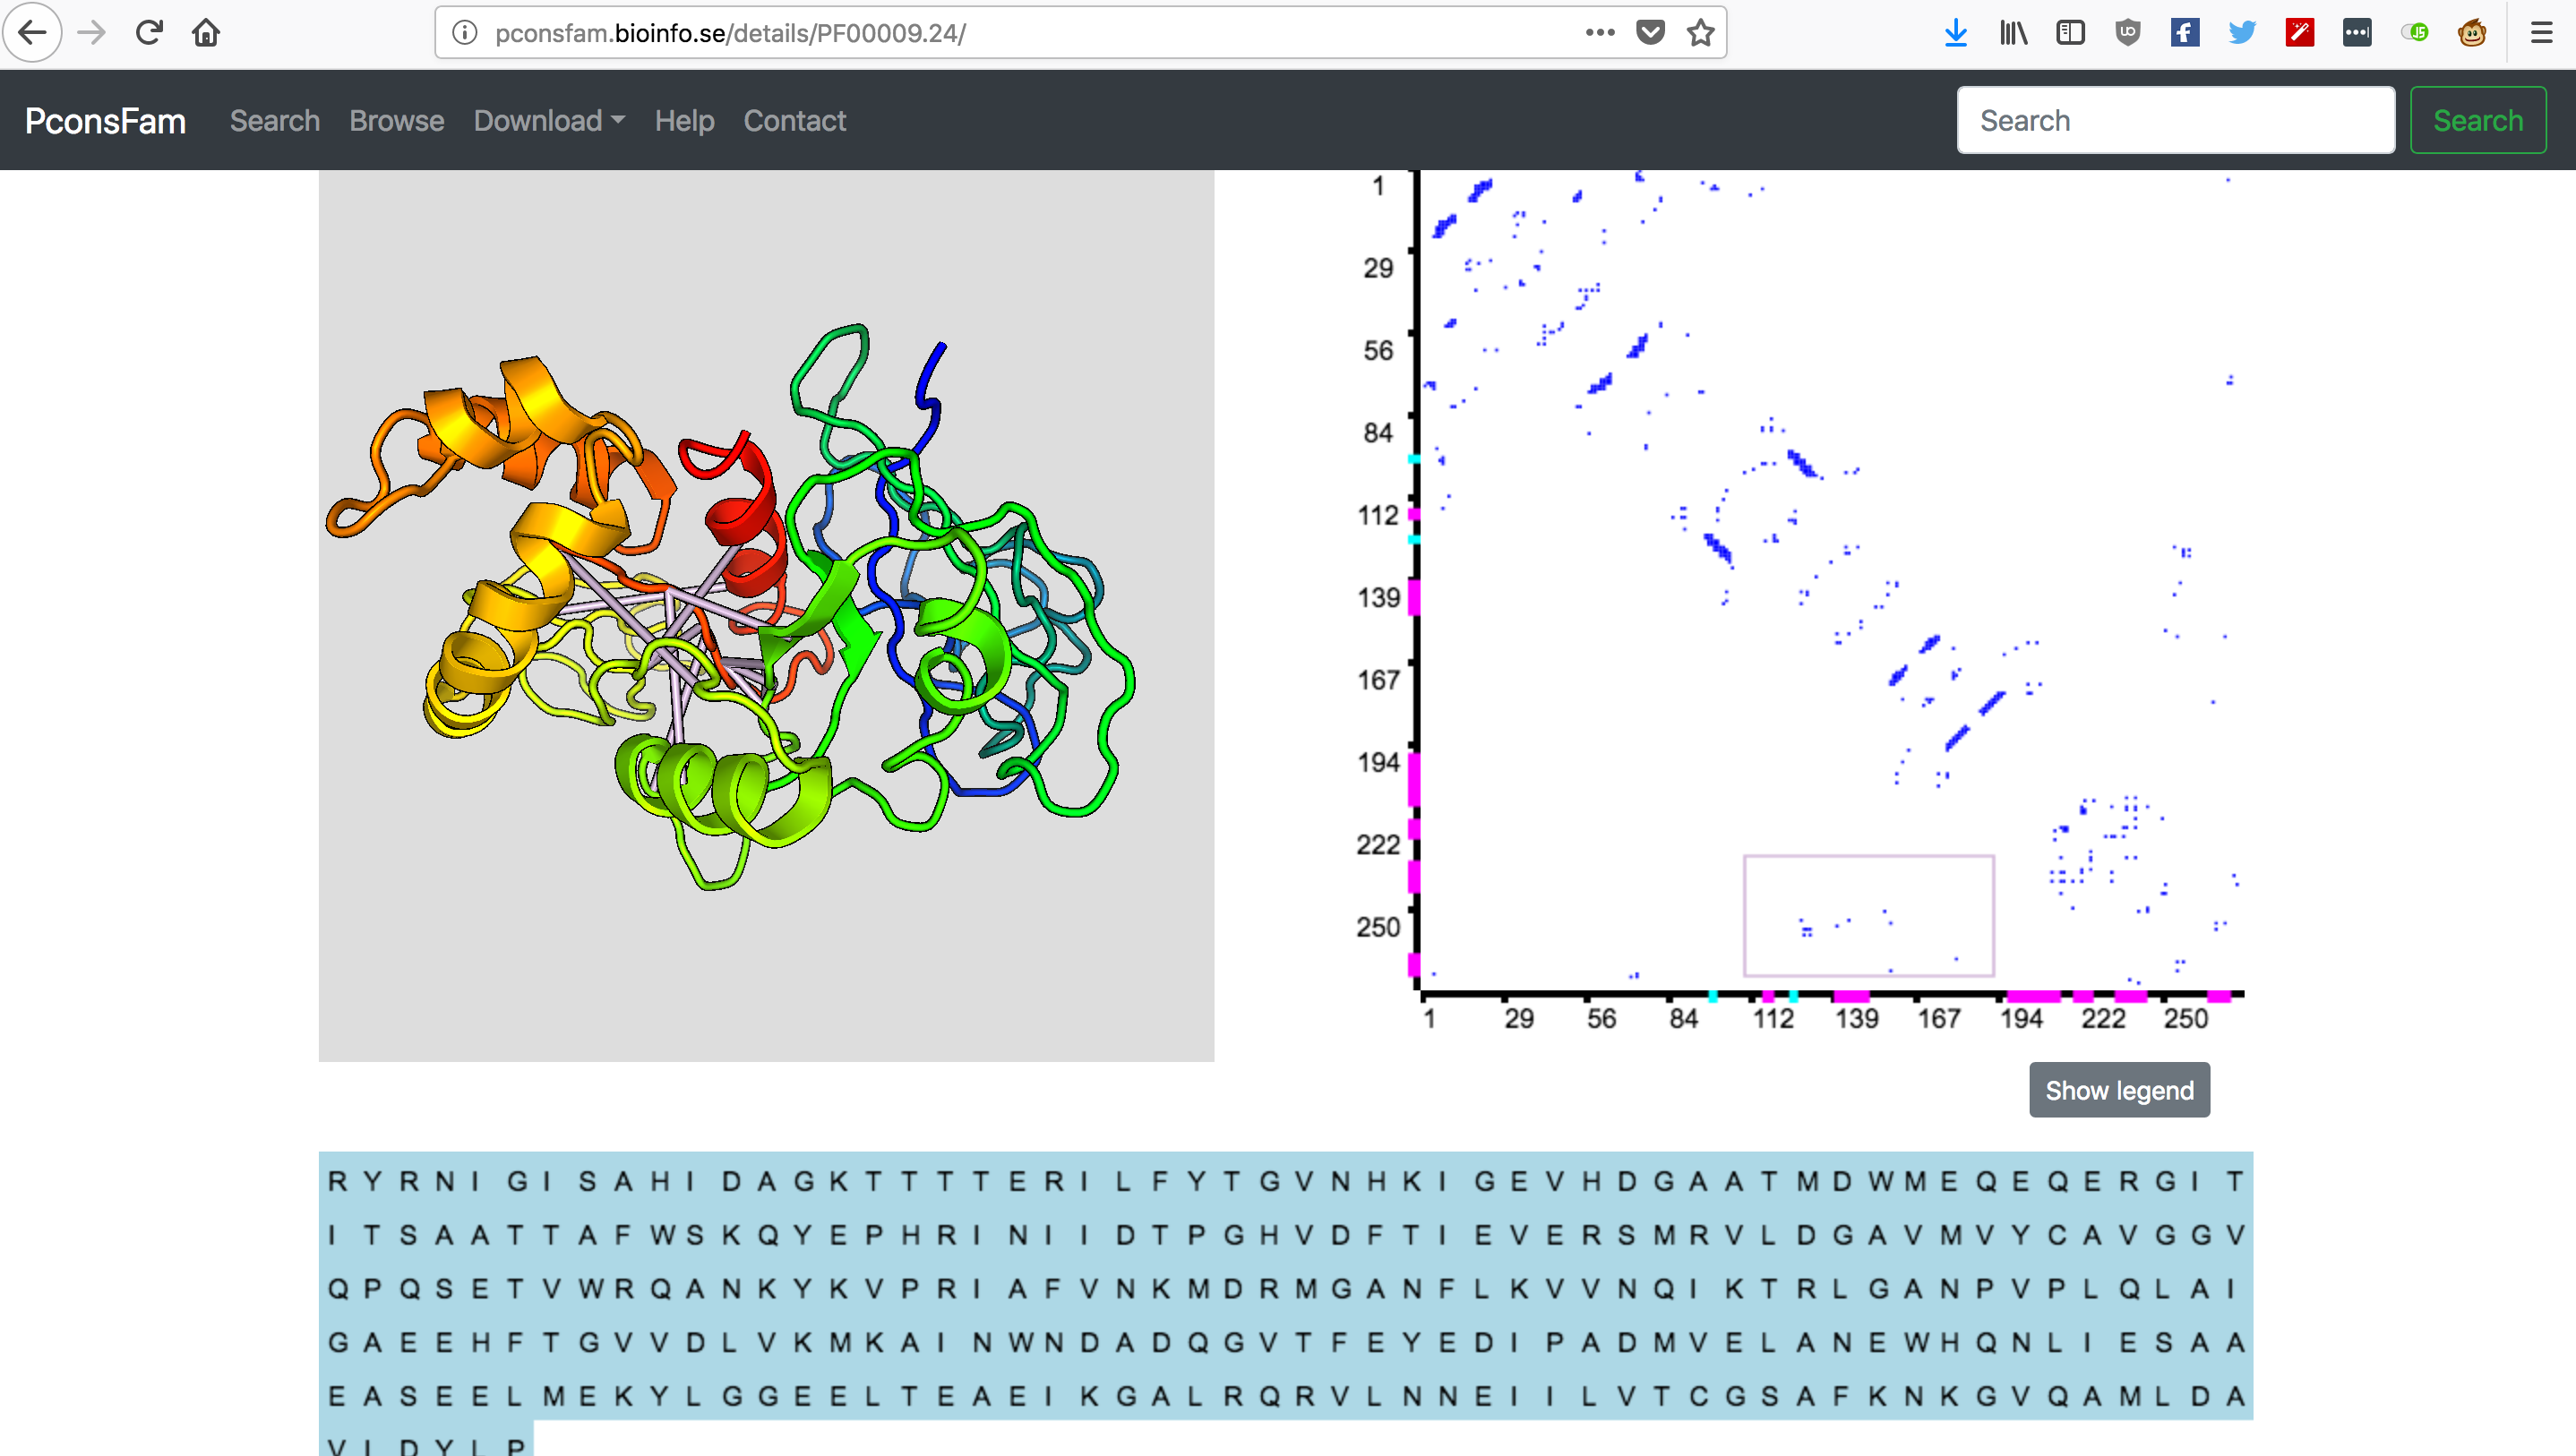 pconsfam.bioinfo.se/details/PF00009.24/
PconsFam Search Browse Download Help Contact Search Search
1
29
56
84
112
139
167
194
222
250
1 29 56 84 112 139 167 194 222 250
Show legend
R Y R N I G I S A H I D A G K T T T T E R I L F Y T G V N H K I G E V H D G A A T M D W M E Q E Q E R G I T
I T S A A T T A F W S K Q Y E P H R I N I I D T P G H V D F T I E V E R S M R V L D G A V M V Y C A V G G V
Q P Q S E T V W R Q A N K Y K V P R I A F V N K M D R M G A N F L K V V N Q I K T R L G A N P V P L Q L A I
G A E E H F T G V V D L V K M K A I N W N D A D Q G V T F E Y E D I P A D M V E L A N E W H Q N L I E S A A
E A S E E L M E K Y L G G E E L T E A E I K G A L R Q R V L N N E I I L V T C G S A F K N K G V Q A M L D A
V I D Y L P